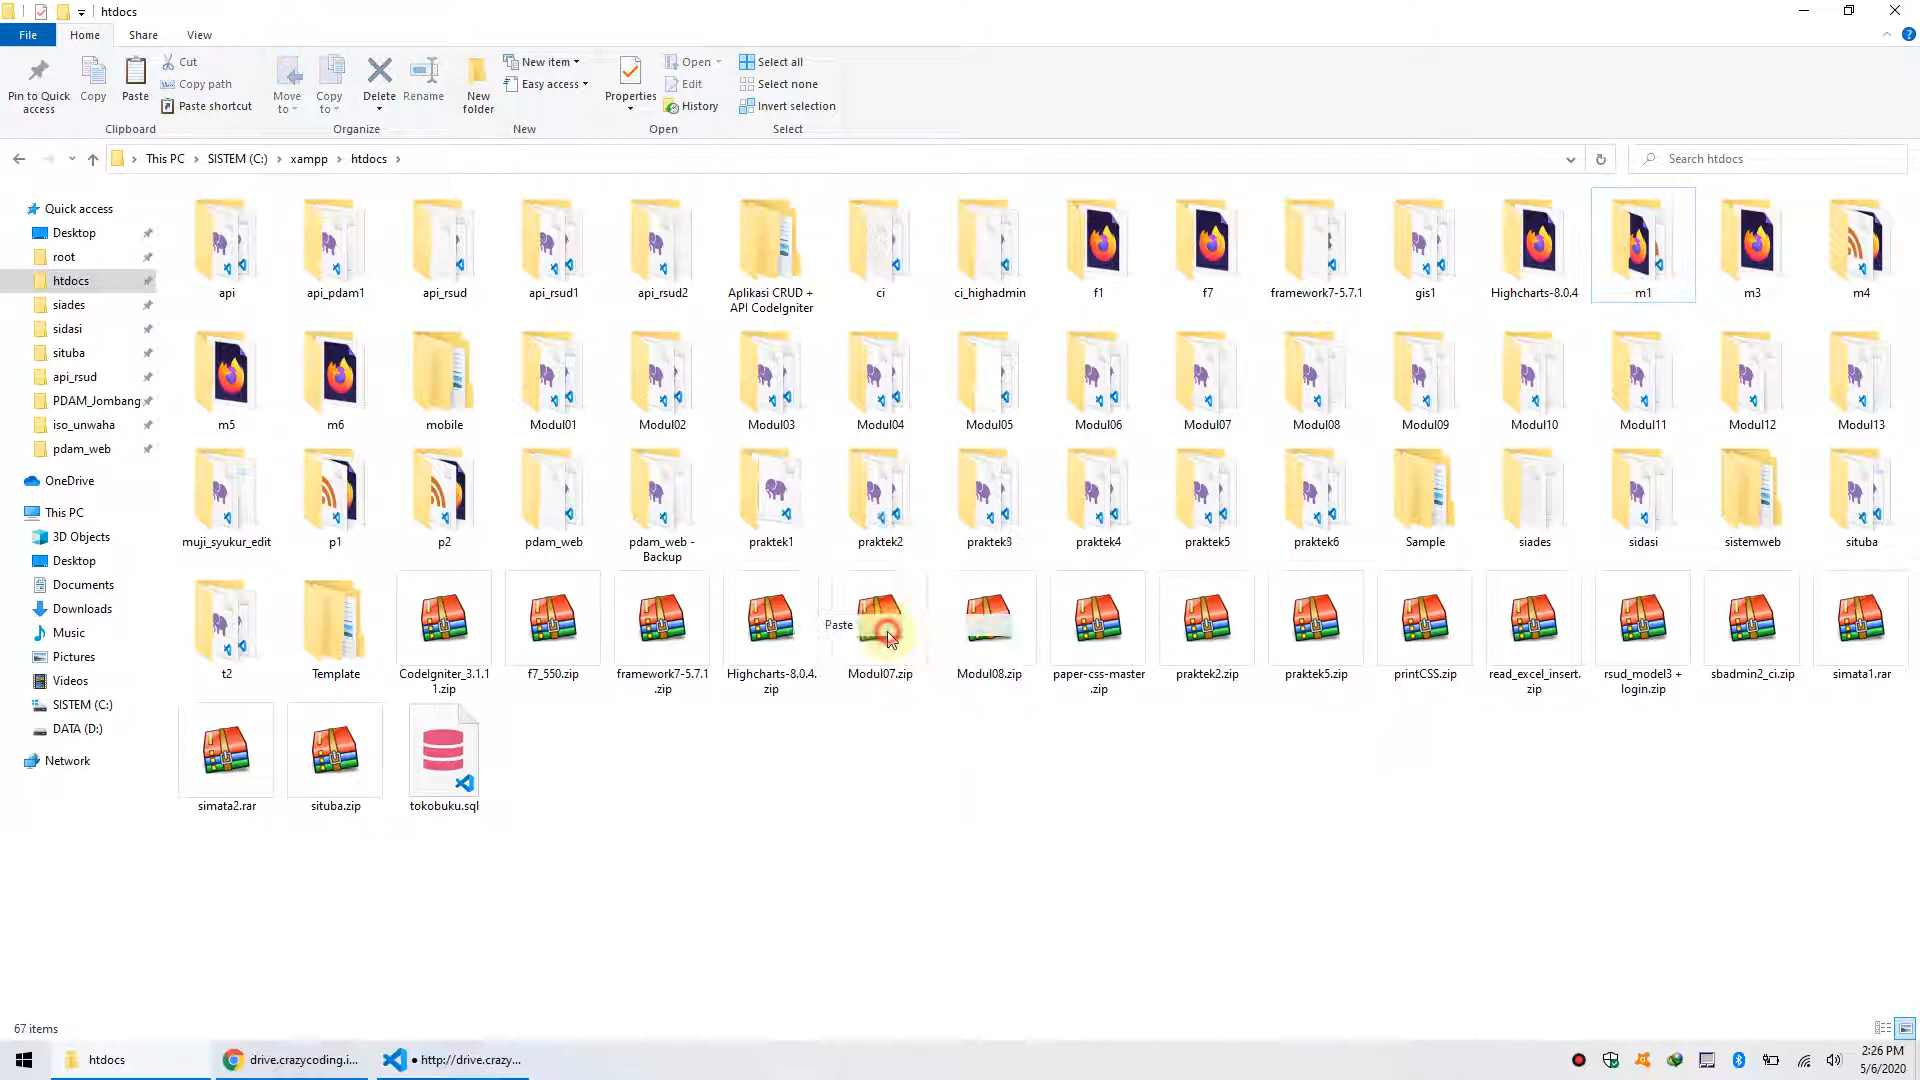 htdocs
File
Home
Share
View
Pin to Quick
access
Copy
Paste
Cut
Copy path
Paste shortcut
Clipboard
Move
to
Copy
to
Delete
Rename
Organize
New
folder
New item
Easy access
New
Properties
Open
Edit
History
Open
Select all
Select none
Invert selection
Select
This PC
SISTEM (C:)
xampp
htdocs
Search htdocs
Quick access
Desktop
root
htdocs
siades
sidasi
situba
api_rsud
PDAM_Jombang
iso_unwaha
pdam_web
OneDrive
This PC
3D Objects
Desktop
Documents
Downloads
Music
Pictures
Videos
SISTEM (C:)
DATA (D:)
Network
api
api_pdam1
api_rsud
api_rsud1
api_rsud2
Aplikasi CRUD +
API CodeIgniter
ci
ci_highadmin
f1
f7
framework7-5.7.1
gis1
Highcharts-8.0.4
m1
m3
m4
m5
m6
mobile
Modul01
Modul02
Modul03
Modul04
Modul05
Modul06
Modul07
Modul08
Modul09
Modul10
Modul11
Modul12
Modul13
muji_syukur_edit
p1
p2
pdam_web
pdam_web -
Backup
praktek1
praktek2
praktek3
praktek4
praktek5
praktek6
Sample
siades
sidasi
sistemweb
situba
t2
Template
CodeIgniter_3.1.1
1.zip
f7_550.zip
framework7-5.7.1
.zip
Highcharts-8.0.4.
zip
Paste
Modul07.zip
Modul08.zip
paper-css-master
.zip
praktek2.zip
praktek5.zip
printCSS.zip
read_excel_insert.
zip
rsud_model3 +
login.zip
sbadmin2_ci.zip
simata1.rar
simata2.rar
situba.zip
tokobuku.sql
67 items
htdocs
drive.crazycoding.i...
● http://drive.crazy...
2:26 PM
5/6/2020